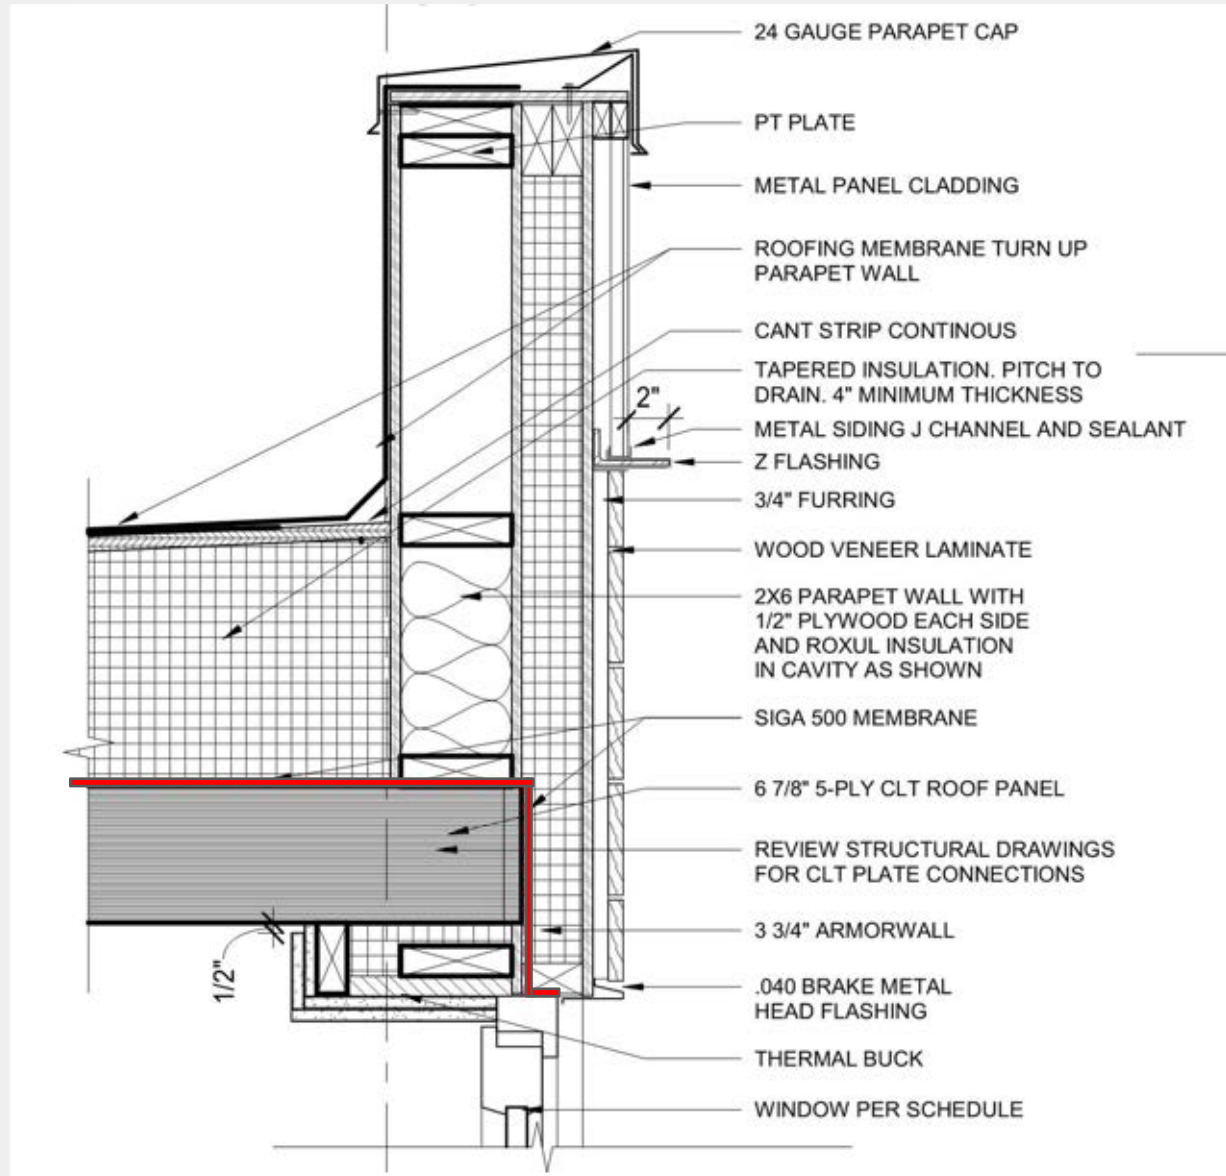 24 GAUGE PARAPET CAP
PT PLATE
METAL PANEL CLADDING
ROOFING MEMBRANE TURN UP
PARAPET WALL
CANT STRIP CONTINOUS
TAPERED INSULATION. PITCH TO
DRAIN. 4" MINIMUM THICKNESS
2"
METAL SIDING J CHANNEL AND SEALANT
Z FLASHING
3/4" FURRING
WOOD VENEER LAMINATE
2X6 PARAPET WALL WITH
1/2" PLYWOOD EACH SIDE
AND ROXUL INSULATION
IN CAVITY AS SHOWN
SIGA 500 MEMBRANE
6 7/8" 5-PLY CLT ROOF PANEL
REVIEW STRUCTURAL DRAWINGS
FOR CLT PLATE CONNECTIONS
3 3/4" ARMORWALL
1/2"
.040 BRAKE METAL
HEAD FLASHING
THERMAL BUCK
WINDOW PER SCHEDULE